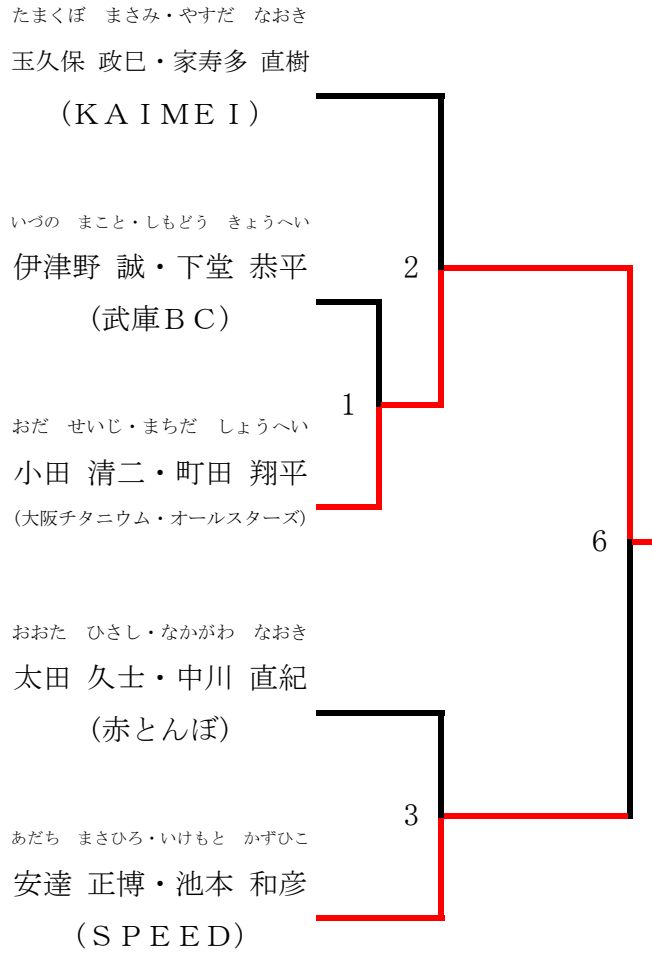 たまくぼ　まさみ・やすだ　なおき
玉久保 政巳・家寿多 直樹
（ＫＡＩＭＥＩ）
いづの　まこと・しもどう　きょうへい
伊津野 誠・下堂 恭平
2
（武庫ＢＣ）
1
おだ　せいじ・まちだ　しょうへい
小田 清二・町田 翔平
（大阪チタニウム・オールスターズ）
6
おおた　ひさし・なかがわ　なおき
太田 久士・中川 直紀
（赤とんぼ）
3
あだち　まさひろ・いけもと　かずひこ
安達 正博・池本 和彦
（ＳＰＥＥＤ）